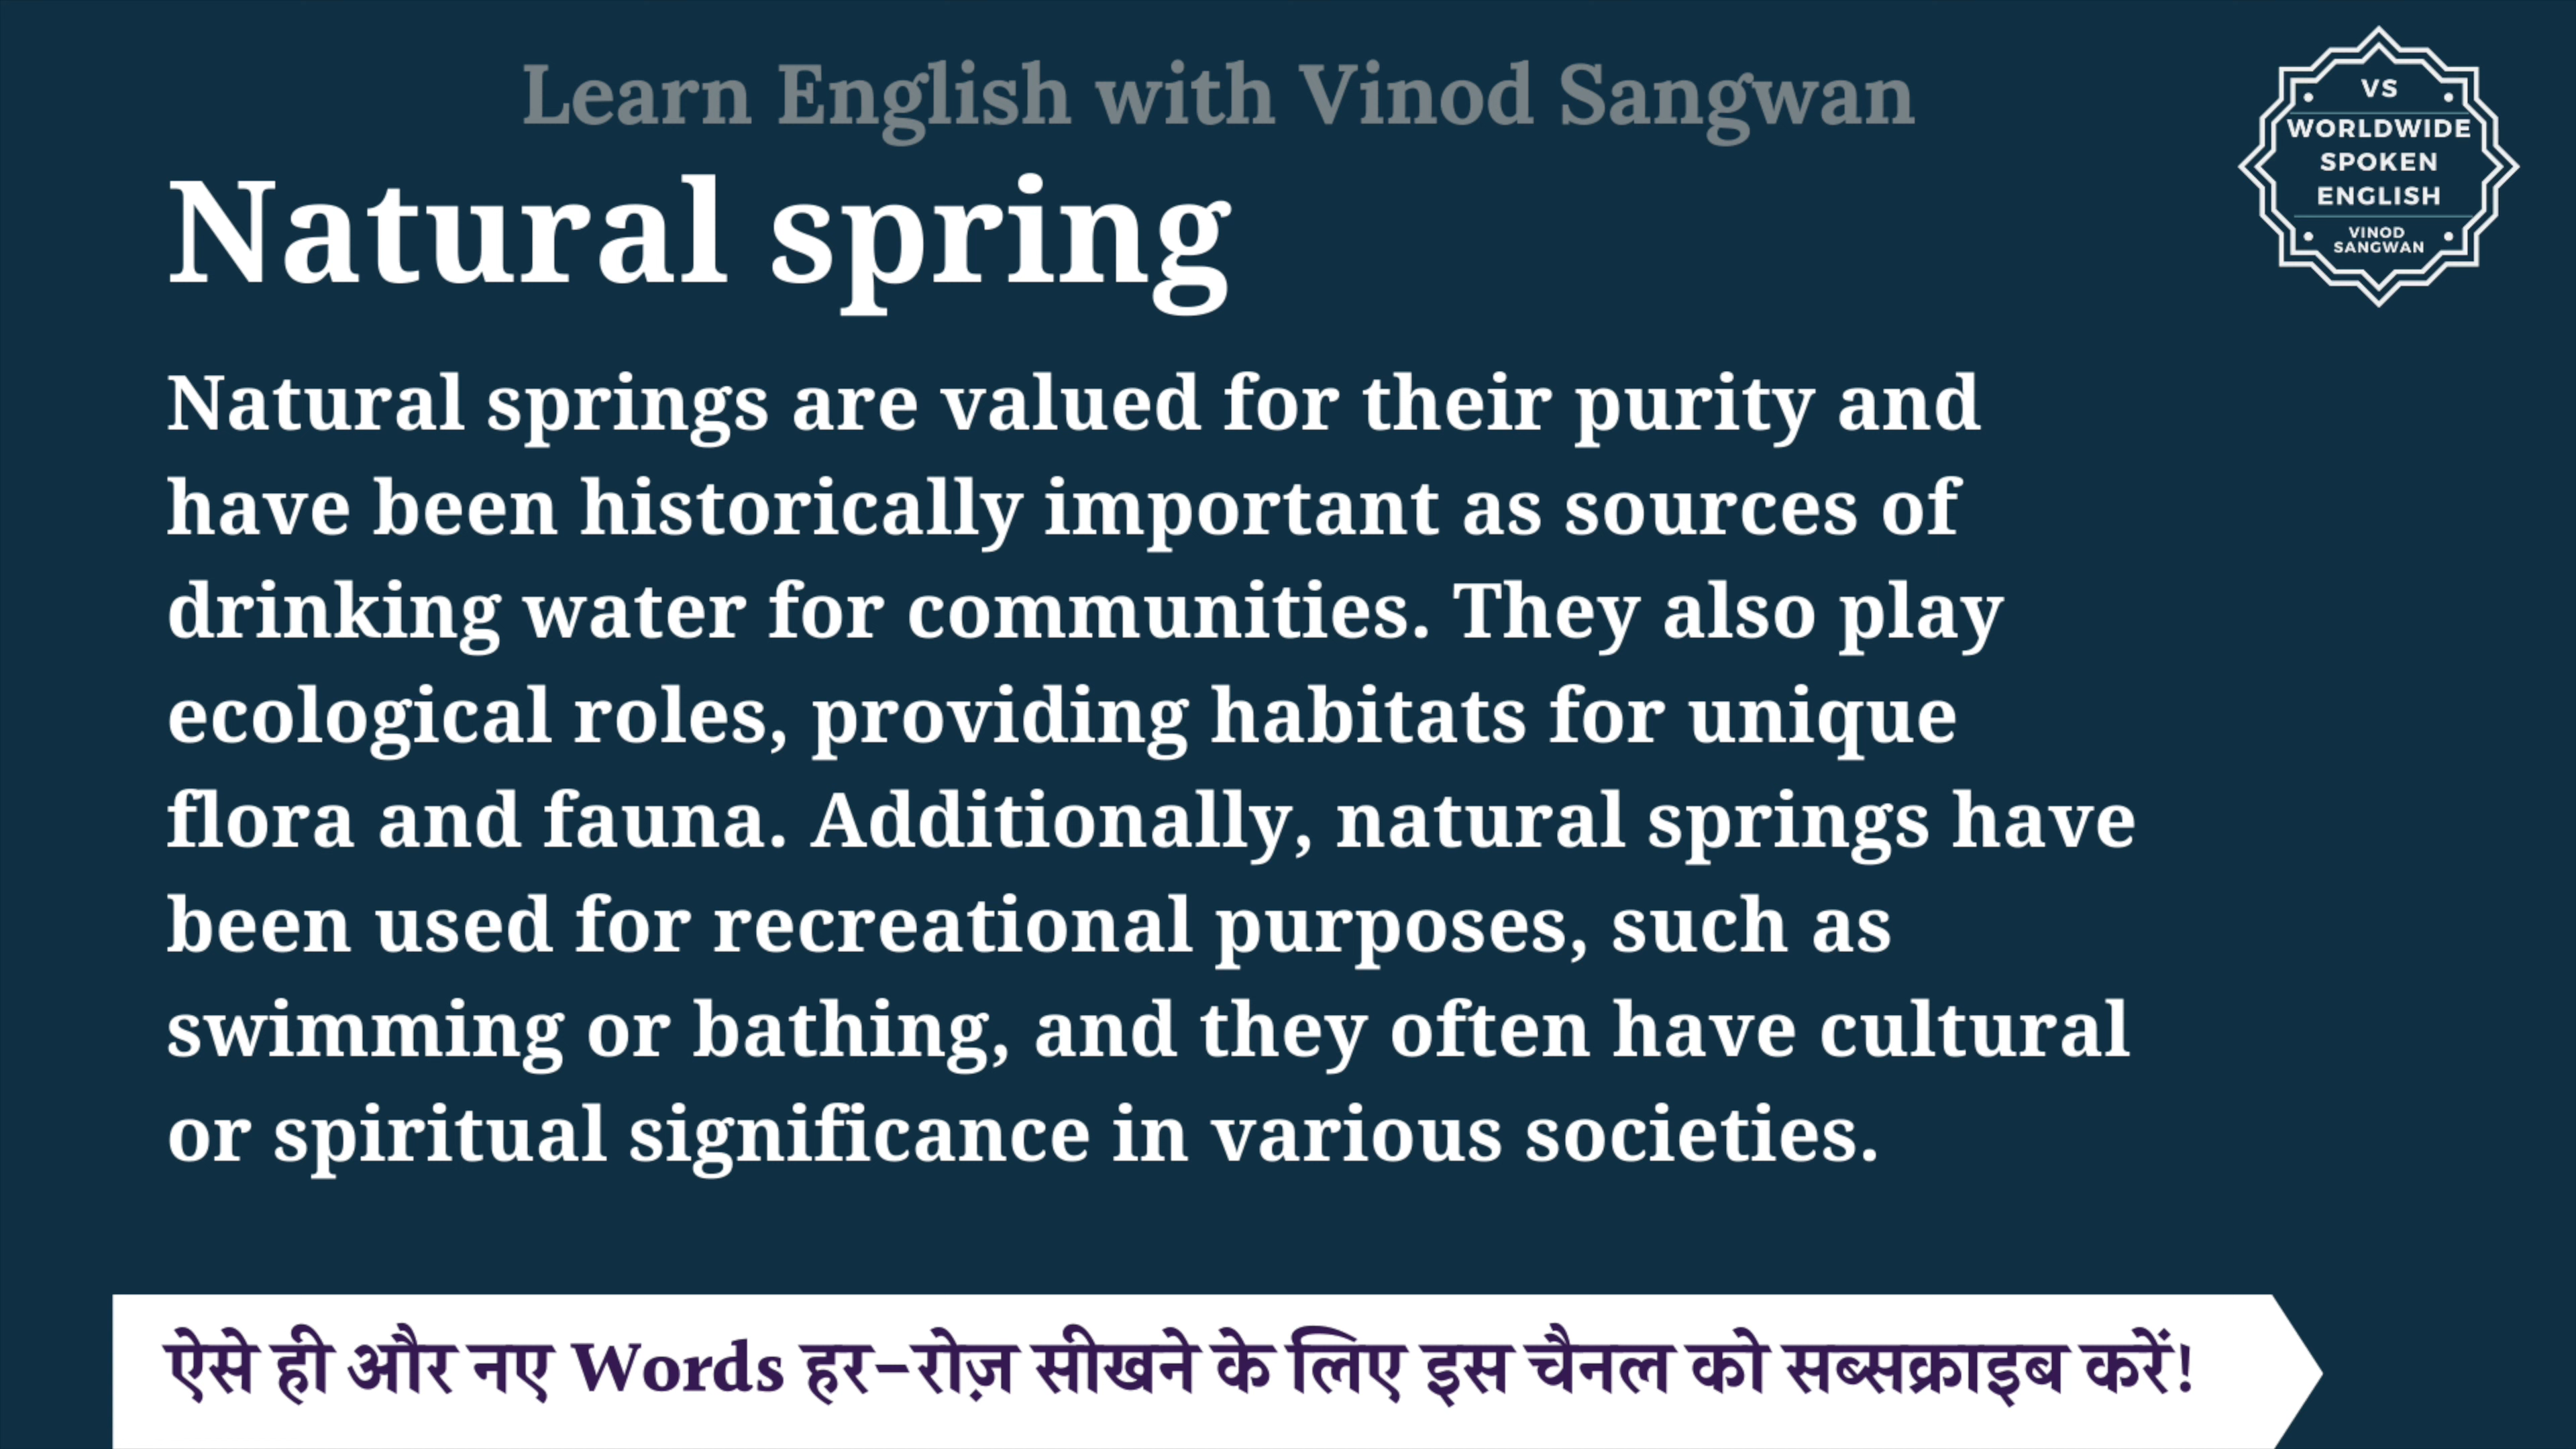 Learn English with Vinod Sangwan
VS
WORLDWIDE
SPOKEN
ENGLISH
VINOD
SANGWAN
Natural spring
Natural springs are valued for their purity and
have been historically important as sources of
drinking water for communities. They also play
ecological roles, providing habitats for unique
flora and fauna. Additionally, natural springs have
been used for recreational purposes, such as
swimming or bathing, and they often have cultural
or spiritual significance in various societies.
ऐसे ही और नए Words हर-रोज़ सीखने के लिए इस चैनल को सब्सक्राइब करें!